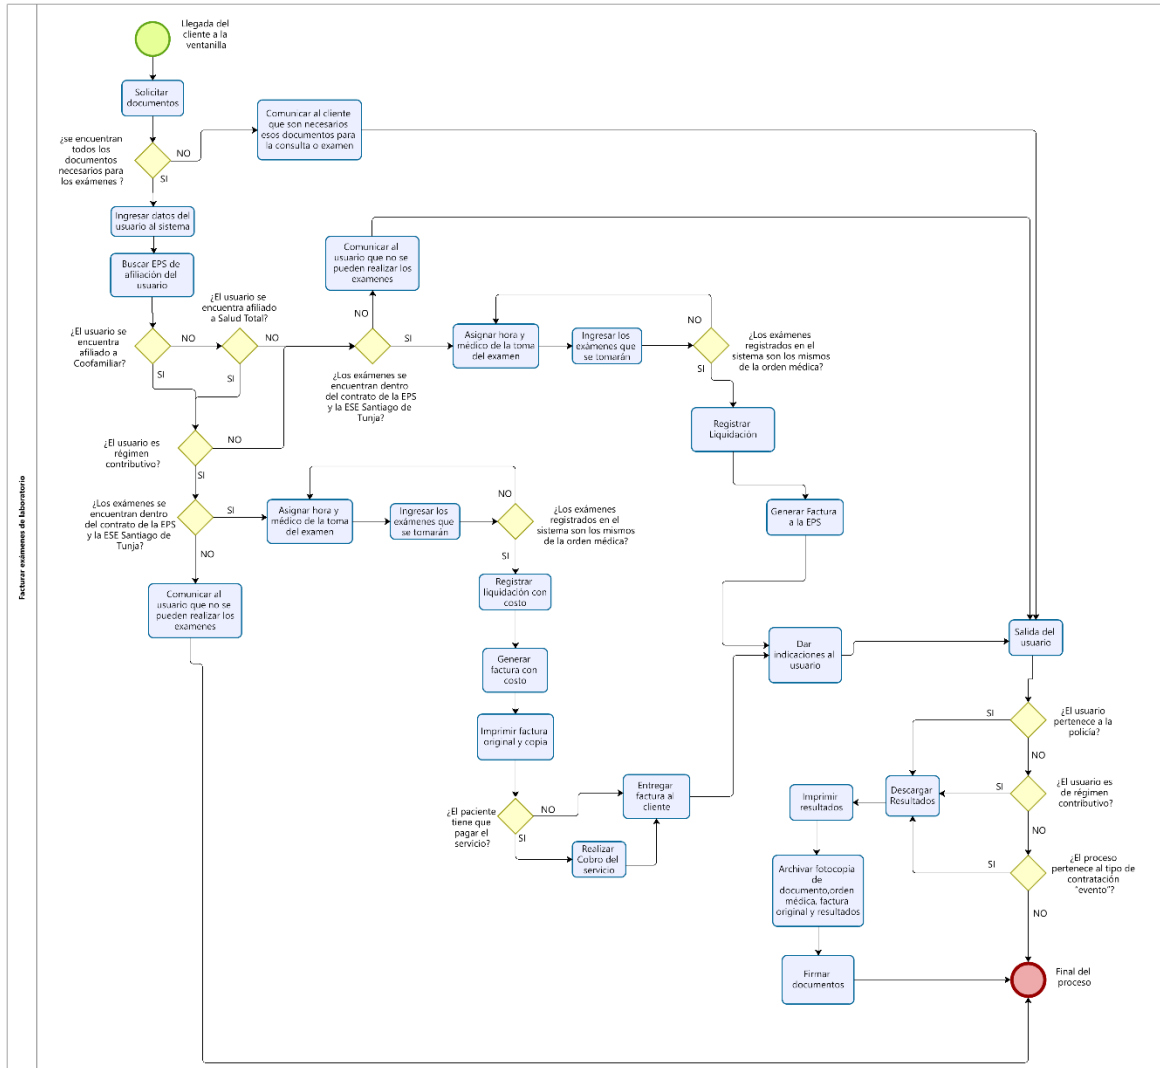 Facturar exámenes de laboratorio
Llegada del
cliente a la
ventanilla
Solicitar
documentos
Comunicar al cliente
que son necesarios
esos documentos para
la consulta o examen
¿se encuentran
todos los
documentos
necesarios para
los exámenes ?
NO
SI
Ingresar datos del
usuario al sistema
Buscar EPS de
afiliación del
usuario
Comunicar al
usuario que no se
pueden realizar los
examenes
¿El usuario se
encuentra afiliado
a Salud Total?
¿El usuario se
encuentra
afiliado a
Coofamiliar?
NO
NO
SI
SI
NO
SI
¿Los exámenes se
encuentran dentro
del contrato de la EPS
y la ESE Santiago de
Tunja?
Asignar hora y
médico de la toma
del examen
Ingresar los
exámenes que
se tomarán
NO
SI
¿Los exámenes
registrados en el
sistema son los mismos
de la orden médica?
Registrar
Liquidación
Generar Factura
a la EPS
¿El usuario es
régimen
contributivo?
NO
SI
¿Los exámenes se
encuentran dentro
del contrato de la EPS
y la ESE Santiago de
Tunja?
SI
NO
Asignar hora y
médico de la toma
del examen
Ingresar los
exámenes que
se tomarán
NO
SI
¿Los exámenes
registrados en el
sistema son los mismos
de la orden médica?
Comunicar al
usuario que no se
pueden realizar los
examenes
Registrar
liquidación con
costo
Generar
factura con
costo
Imprimir factura
original y copia
¿El paciente
tiene que
pagar el
servicio?
NO
SI
Realizar
Cobro del
servicio
Entregar
factura al
cliente
Dar
indicaciones al
usuario
Salida del
usuario
¿El usuario
pertenece a la
policía?
SI
NO
¿El usuario es
de régimen
contributivo?
SI
NO
¿El proceso
pertenece al tipo de
contratación
"evento"?
SI
NO
Descargar
Resultados
Imprimir
resultados
Archivar fotocopia
de
documento,orden
médica, factura
original y resultados
Firmar
documentos
Final del
proceso